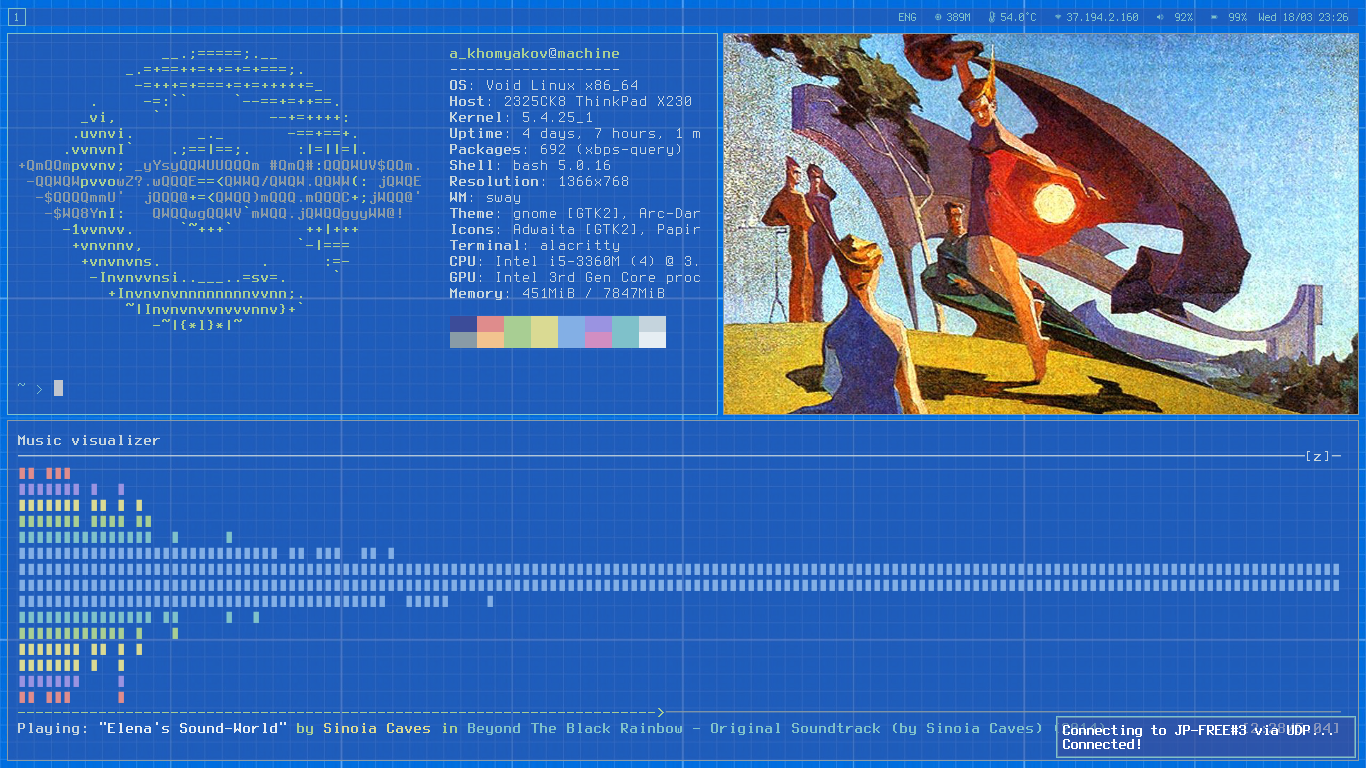 1
ENG 389M 54.0°C 37.194.2.160 92% 99% Wed 18/03 23:26
a_khomyakov@machine
-------------------
OS: Void Linux x86_64
Host: 2325CK8 ThinkPad X230
Kernel: 5.4.25_1
Uptime: 4 days, 7 hours, 1 m
Packages: 692 (xbps-query)
Shell: bash 5.0.16
Resolution: 1366x768
WM: sway
Theme: gnome [GTK2], Arc-Dar
Icons: Adwaita [GTK2], Papir
Terminal: alacritty
CPU: Intel i5-3360M (4) @ 3.
GPU: Intel 3rd Gen Core proc
Memory: 451MiB / 7847MiB
~ >
Music visualizer
[z]
Playing: "Elena's Sound-World" by Sinoia Caves in Beyond The Black Rainbow - Original Soundtrack (by Sinoia Caves)
Connecting to JP-FREE#3 via UDP...
Connected!